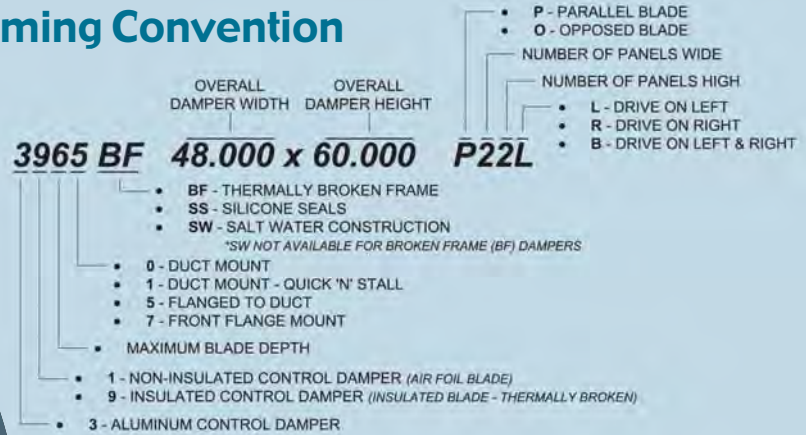 ming Convention
• P - PARALLEL BLADE
• O - OPPOSED BLADE
NUMBER OF PANELS WIDE
NUMBER OF PANELS HIGH
• L - DRIVE ON LEFT
• R - DRIVE ON RIGHT
• B - DRIVE ON LEFT & RIGHT
OVERALL DAMPER WIDTH
OVERALL DAMPER HEIGHT
3965 BF 48.000 x 60.000 P22L
• BF - THERMALLY BROKEN FRAME
• SS - SILICONE SEALS
• SW - SALT WATER CONSTRUCTION
*SW NOT AVAILABLE FOR BROKEN FRAME (BF) DAMPERS
• 0 - DUCT MOUNT
• 1 - DUCT MOUNT - QUICK 'N' STALL
• 5 - FLANGED TO DUCT
• 7 - FRONT FLANGE MOUNT
• MAXIMUM BLADE DEPTH
• 1 - NON-INSULATED CONTROL DAMPER (AIR FOIL BLADE)
• 9 - INSULATED CONTROL DAMPER (INSULATED BLADE - THERMALLY BROKEN)
• 3 - ALUMINUM CONTROL DAMPER